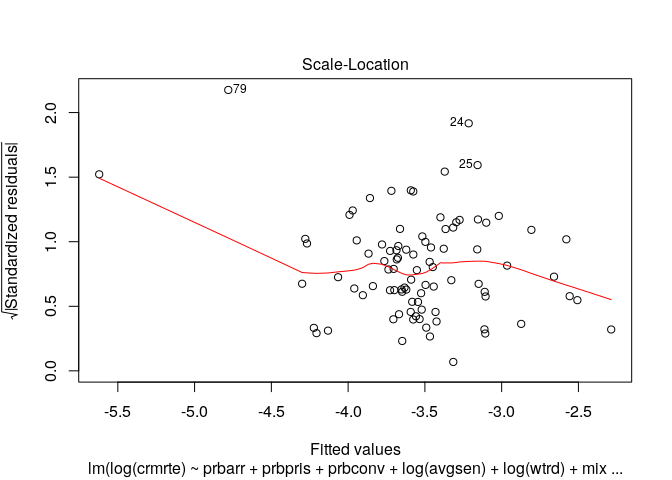 Scale-Location
79
24
25
√|Standardized residuals|
0.0 0.5 1.0 1.5 2.0
-5.5 -5.0 -4.5 -4.0 -3.5 -3.0 -2.5
Fitted values
lm(log(crmrte) ~ prbarr + prbpris + prbconv + log(avgsen) + log(wtrd) + mix ...